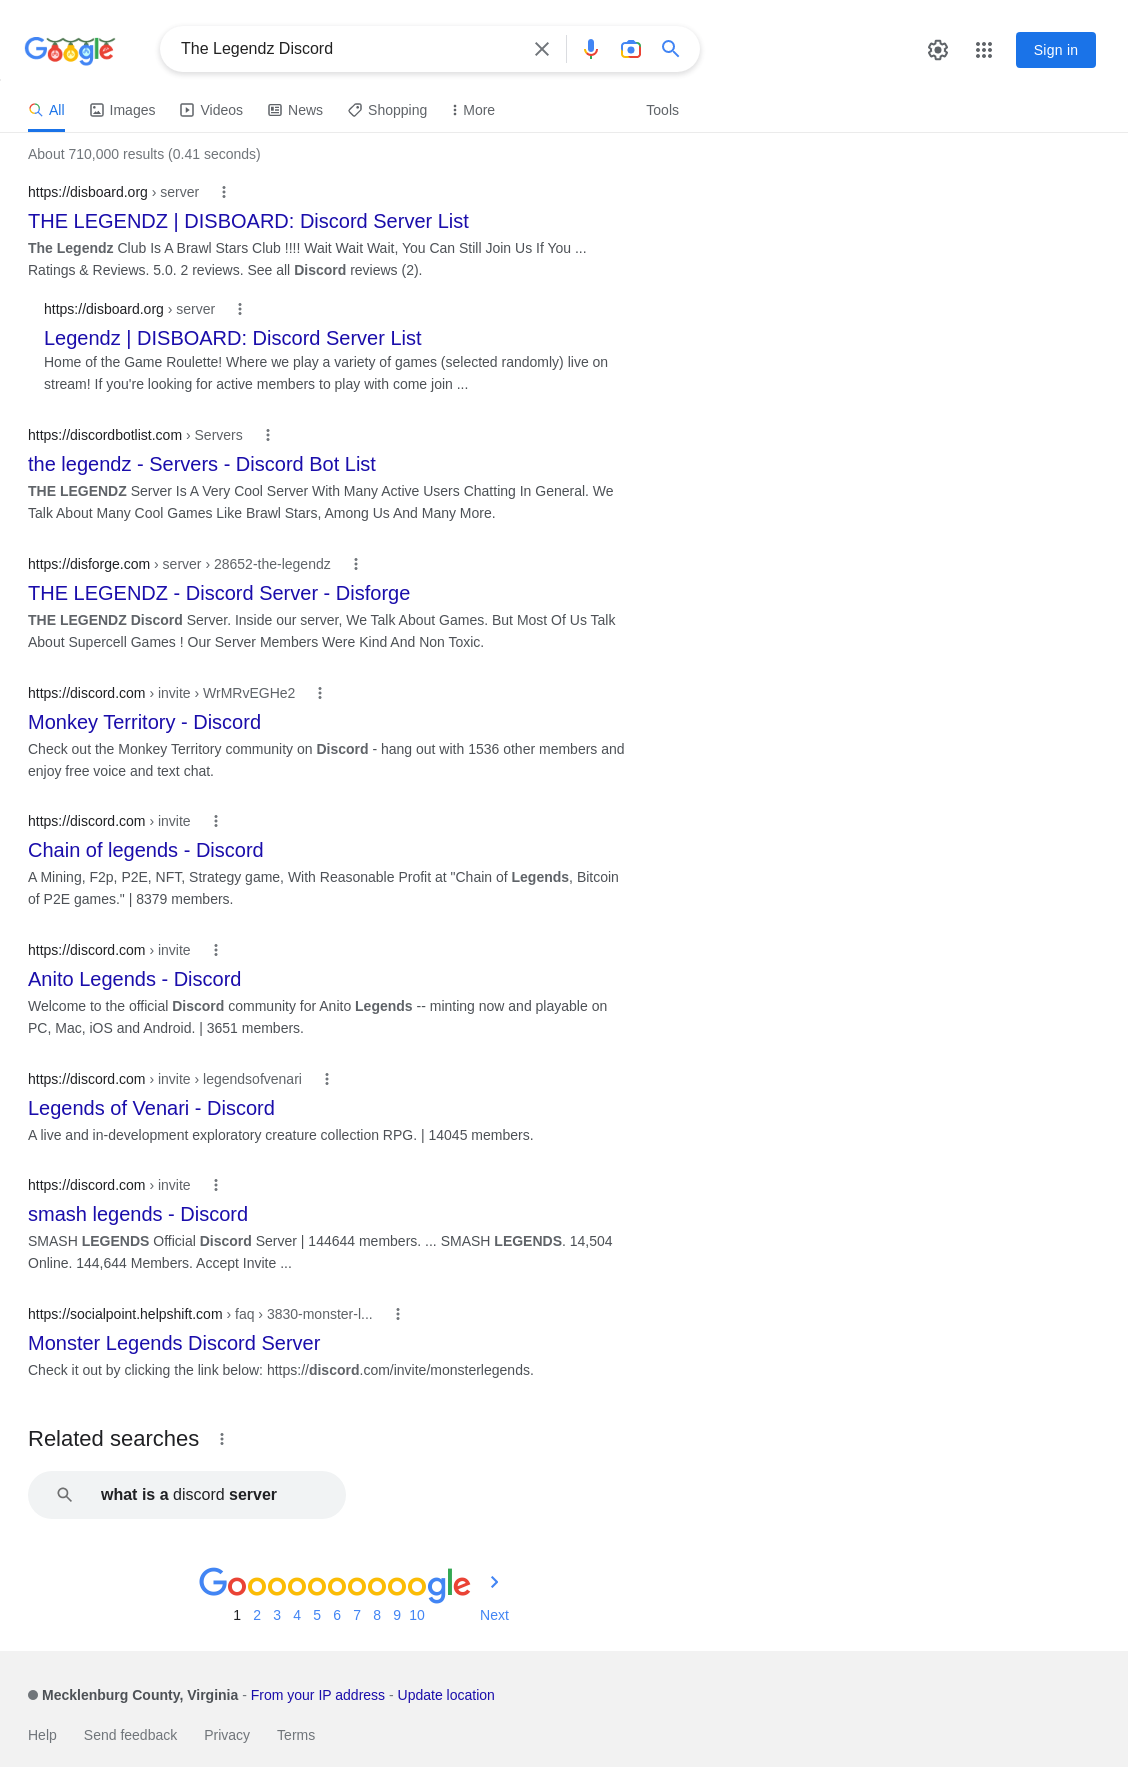 Google
The Legendz Discord
Sign in
All
Images
Videos
News
Shopping
More
Tools
About 710,000 results (0.41 seconds)
https://disboard.org › server
THE LEGENDZ | DISBOARD: Discord Server List
The Legendz Club Is A Brawl Stars Club !!!! Wait Wait Wait, You Can Still Join Us If You ...
Ratings & Reviews. 5.0. 2 reviews. See all Discord reviews (2).
https://disboard.org › server
Legendz | DISBOARD: Discord Server List
Home of the Game Roulette! Where we play a variety of games (selected randomly) live on
stream! If you're looking for active members to play with come join ...
https://discordbotlist.com › Servers
the legendz - Servers - Discord Bot List
THE LEGENDZ Server Is A Very Cool Server With Many Active Users Chatting In General. We
Talk About Many Cool Games Like Brawl Stars, Among Us And Many More.
https://disforge.com › server › 28652-the-legendz
THE LEGENDZ - Discord Server - Disforge
THE LEGENDZ Discord Server. Inside our server, We Talk About Games. But Most Of Us Talk
About Supercell Games ! Our Server Members Were Kind And Non Toxic.
https://discord.com › invite › WrMRvEGHe2
Monkey Territory - Discord
Check out the Monkey Territory community on Discord - hang out with 1536 other members and
enjoy free voice and text chat.
https://discord.com › invite
Chain of legends - Discord
A Mining, F2p, P2E, NFT, Strategy game, With Reasonable Profit at "Chain of Legends, Bitcoin
of P2E games." | 8379 members.
https://discord.com › invite
Anito Legends - Discord
Welcome to the official Discord community for Anito Legends -- minting now and playable on
PC, Mac, iOS and Android. | 3651 members.
https://discord.com › invite › legendsofvenari
Legends of Venari - Discord
A live and in-development exploratory creature collection RPG. | 14045 members.
https://discord.com › invite
smash legends - Discord
SMASH LEGENDS Official Discord Server | 144644 members. ... SMASH LEGENDS. 14,504
Online. 144,644 Members. Accept Invite ...
https://socialpoint.helpshift.com › faq › 3830-monster-l...
Monster Legends Discord Server
Check it out by clicking the link below: https://discord.com/invite/monsterlegends.
Related searches
what is a discord server
Goooooooooogle
1 2 3 4 5 6 7 8 9 10 Next
Mecklenburg County, Virginia - From your IP address - Update location
Help Send feedback Privacy Terms